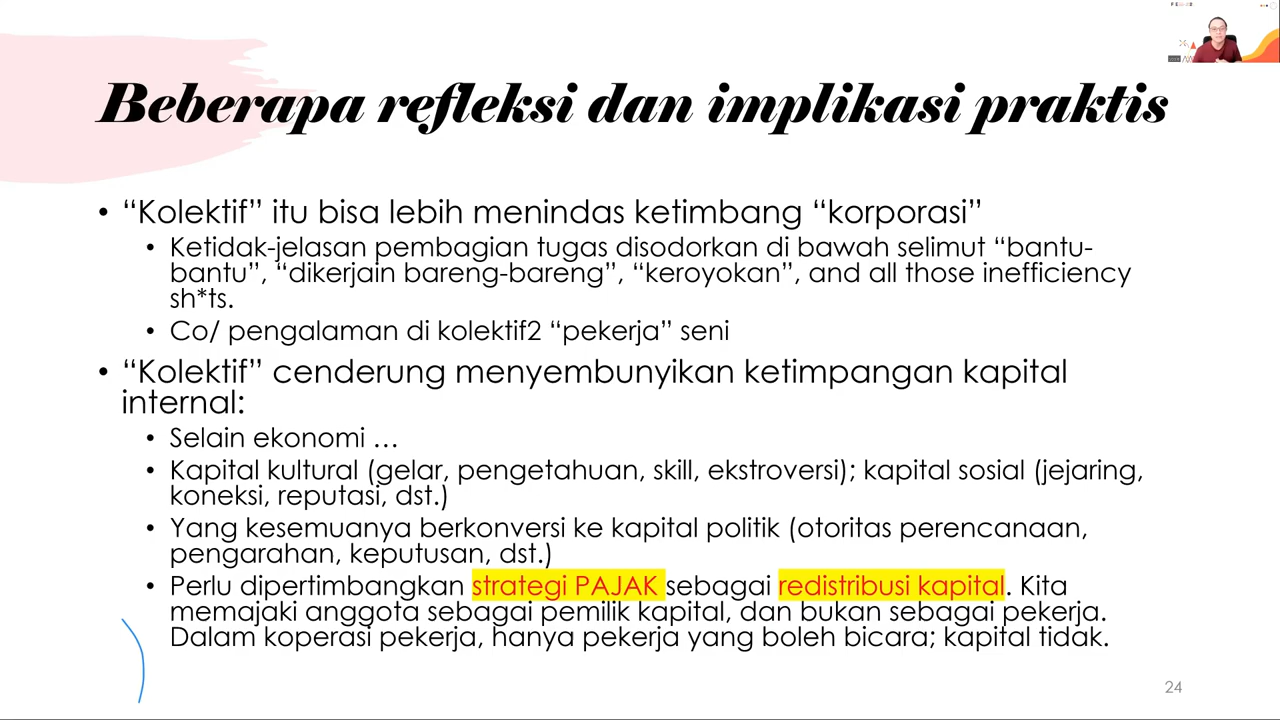 Beberapa refleksi dan implikasi praktis
• “Kolektif” itu bisa lebih menindas ketimbang “korporasi”
• Ketidak-jelasan pembagian tugas disodorkan di bawah selimut “bantu-
bantu”, “dikerjain bareng-bareng”, “keroyokan”, and all those inefficiency
sh*ts.
• Co/ pengalaman di kolektif2 “pekerja” seni
• “Kolektif” cenderung menyembunyikan ketimpangan kapital
internal:
• Selain ekonomi …
• Kapital kultural (gelar, pengetahuan, skill, ekstroversi); kapital sosial (jejaring,
koneksi, reputasi, dst.)
• Yang kesemuanya berkonversi ke kapital politik (otoritas perencanaan,
pengarahan, keputusan, dst.)
• Perlu dipertimbangkan strategi PAJAK sebagai redistribusi kapital. Kita
memajaki anggota sebagai pemilik kapital, dan bukan sebagai pekerja.
Dalam koperasi pekerja, hanya pekerja yang boleh bicara; kapital tidak.
24